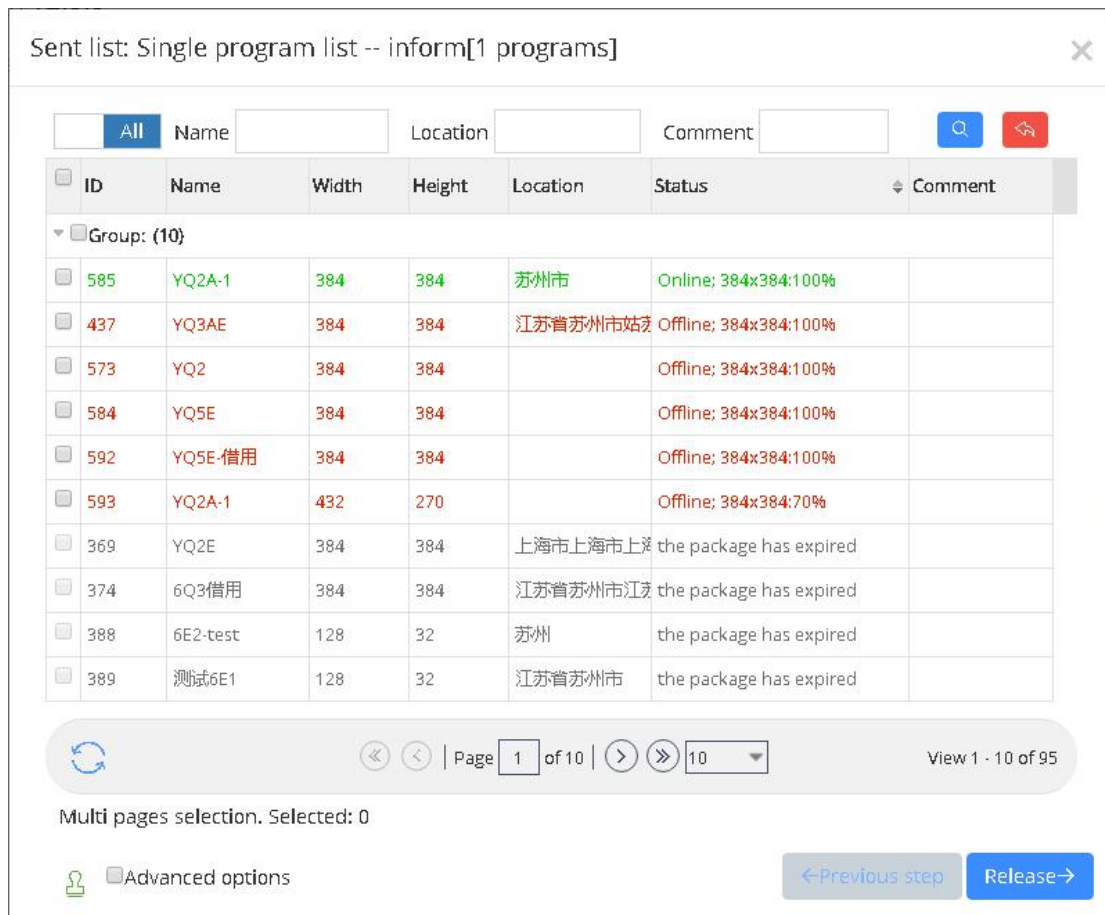 Sent list: Single program list -- inform[1 programs]
All Name Location Comment
ID Name Width Height Location Status Comment
Group: (10)
585 YQ2A-1 384 384 苏州市 Online; 384x384:100%
437 YQ3AE 384 384 江苏省苏州市姑苏 Offline; 384x384:100%
573 YQ2 384 384 Offline; 384x384:100%
584 YQ5E 384 384 Offline; 384x384:100%
592 YQ5E-借用 384 384 Offline; 384x384:100%
593 YQ2A-1 432 270 Offline; 384x384:70%
369 YQ2E 384 384 上海市上海市上海 the package has expired
374 6Q3借用 384 384 江苏省苏州市江苏 the package has expired
388 6E2-test 128 32 苏州 the package has expired
389 测试6E1 128 32 江苏省苏州市 the package has expired
Page 1 of 10 10 View 1 - 10 of 95
Multi pages selection. Selected: 0
Advanced options ←Previous step Release→